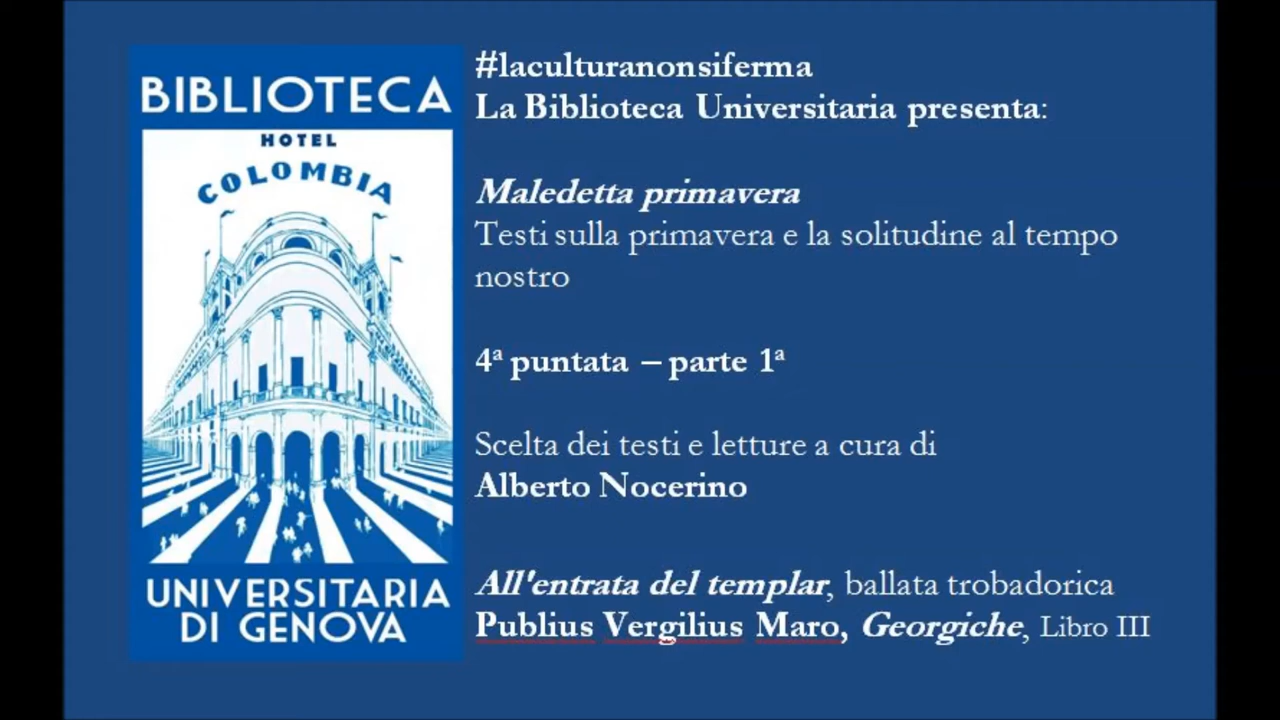 BIBLIOTECA
HOTEL
COLOMBIA
UNIVERSITARIA
DI GENOVA
#laculturanonsiferma
La Biblioteca Universitaria presenta:
Maledetta primavera
Testi sulla primavera e la solitudine al tempo
nostro
4ª puntata – parte 1ª
Scelta dei testi e letture a cura di
Alberto Nocerino
All'entrata del templar, ballata trobadorica
Publius Vergilius Maro, Georgiche, Libro III